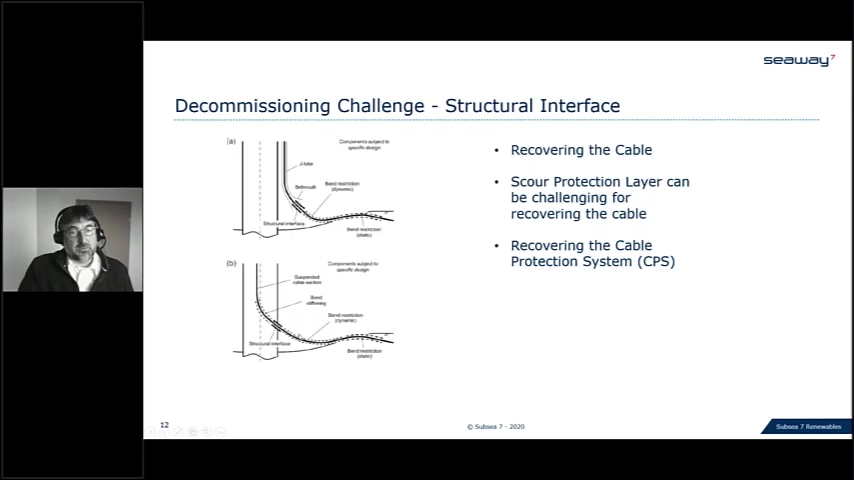 seaway7
Decommissioning Challenge - Structural Interface
(a)
Components subject to
specific design
J-tube
Bellmouth
Bend restriction
(dynamic)
Structural interface
Bend restriction
(static)
(b)
Components subject to
specific design
Suspended
cable section
Bend
stiffening
Bend restriction
(dynamic)
Structural interface
Bend restriction
(static)
• Recovering the Cable
• Scour Protection Layer can
be challenging for
recovering the cable
• Recovering the Cable
Protection System (CPS)
12
© Subsea 7 - 2020
Subsea 7 Renewables